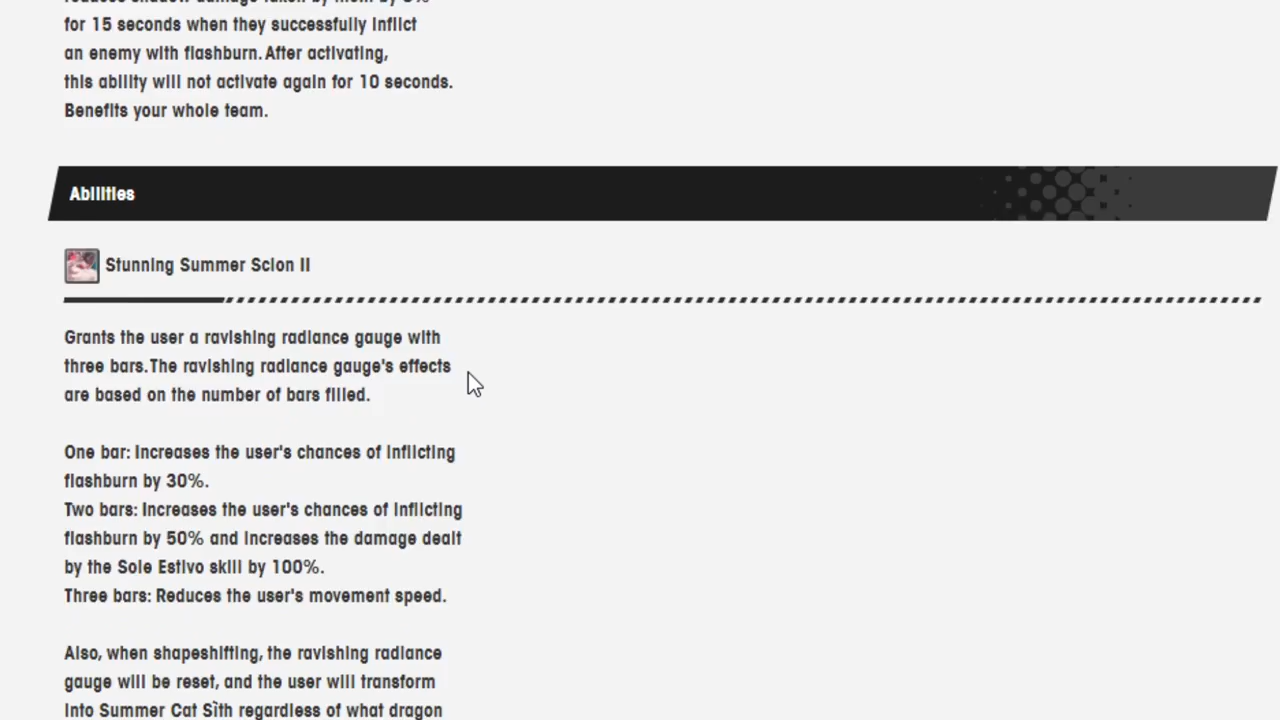 for 15 seconds when they successfully inflict
an enemy with flashburn. After activating,
this ability will not activate again for 10 seconds.
Benefits your whole team.
Abilities
Stunning Summer Scion II
Grants the user a ravishing radiance gauge with
three bars. The ravishing radiance gauge's effects
are based on the number of bars filled.
One bar: Increases the user's chances of inflicting
flashburn by 30%.
Two bars: Increases the user's chances of inflicting
flashburn by 50% and increases the damage dealt
by the Sole Estivo skill by 100%.
Three bars: Reduces the user's movement speed.
Also, when shapeshifting, the ravishing radiance
gauge will be reset, and the user will transform
into Summer Cat Sìth regardless of what dragon